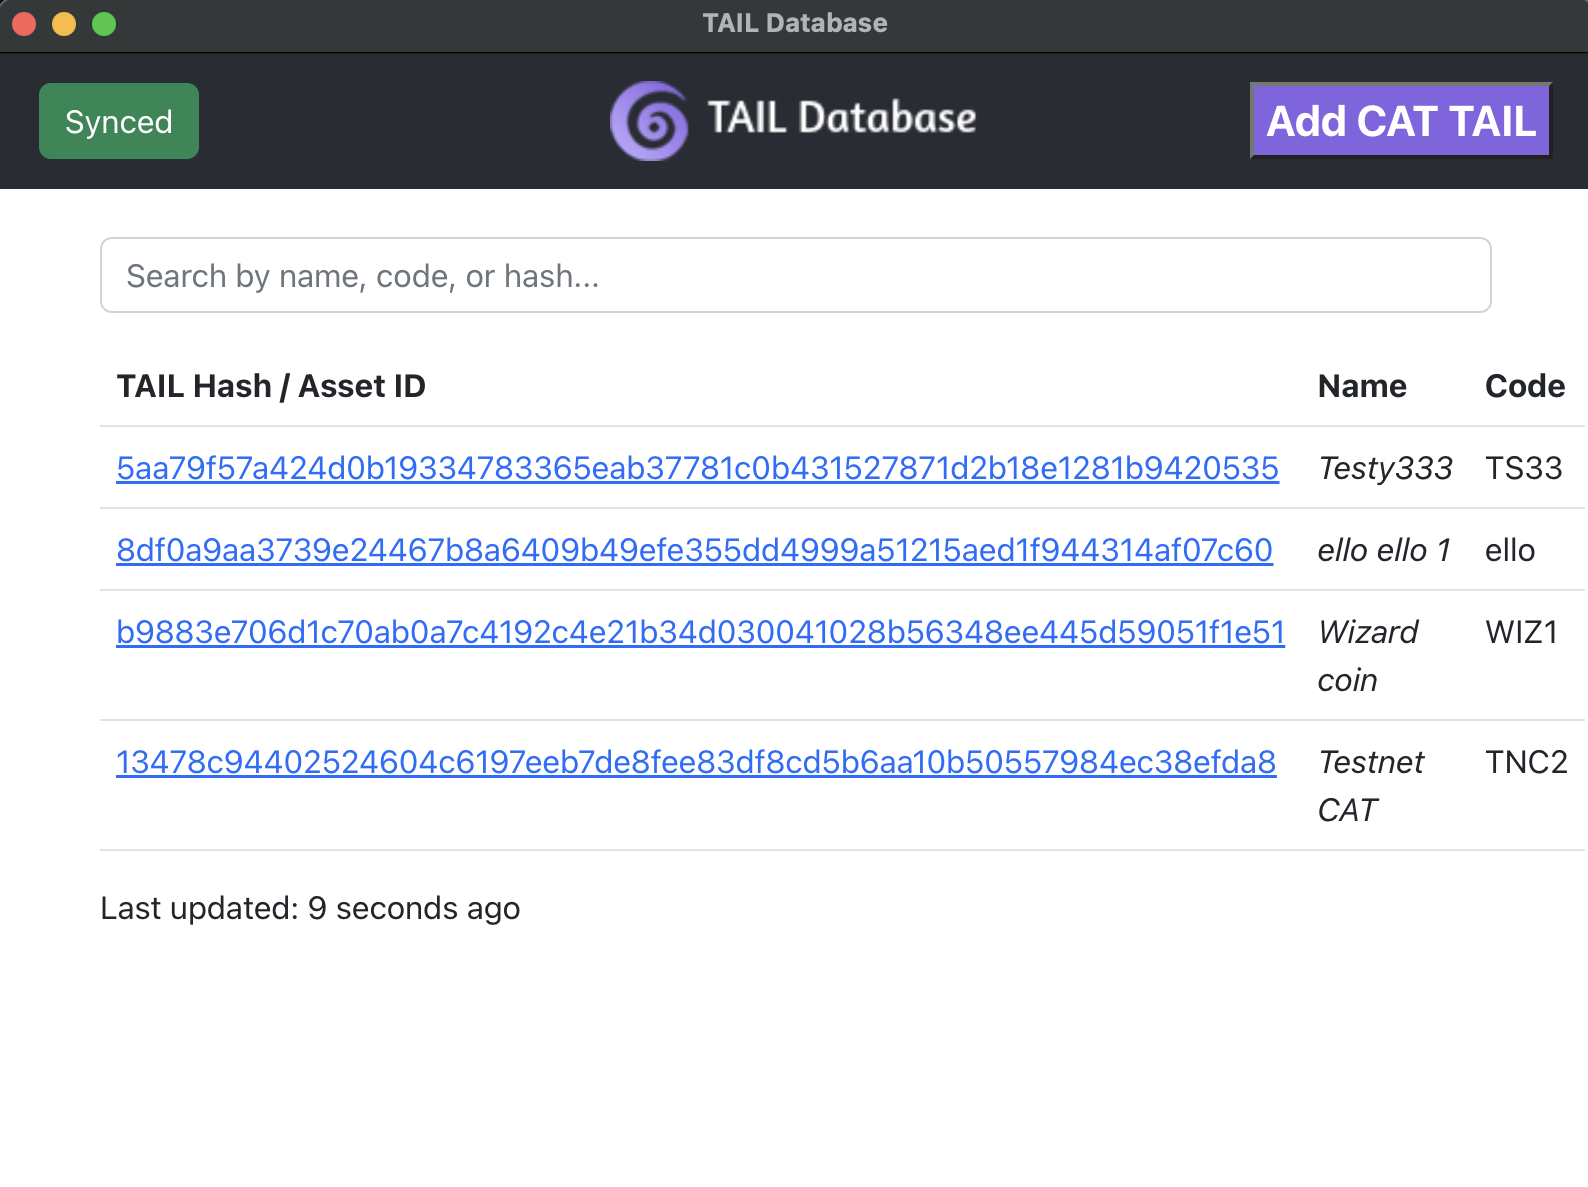 TAIL Database
Synced
TAIL Database
Add CAT TAIL
Search by name, code, or hash...
TAIL Hash / Asset ID Name Code
5aa79f57a424d0b19334783365eab37781c0b431527871d2b18e1281b9420535 Testy333 TS33
8df0a9aa3739e24467b8a6409b49efe355dd4999a51215aed1f944314af07c60 ello ello 1 ello
b9883e706d1c70ab0a7c4192c4e21b34d030041028b56348ee445d59051f1e51 Wizard WIZ1
coin
13478c94402524604c6197eeb7de8fee83df8cd5b6aa10b50557984ec38efda8 Testnet TNC2
CAT
Last updated: 9 seconds ago